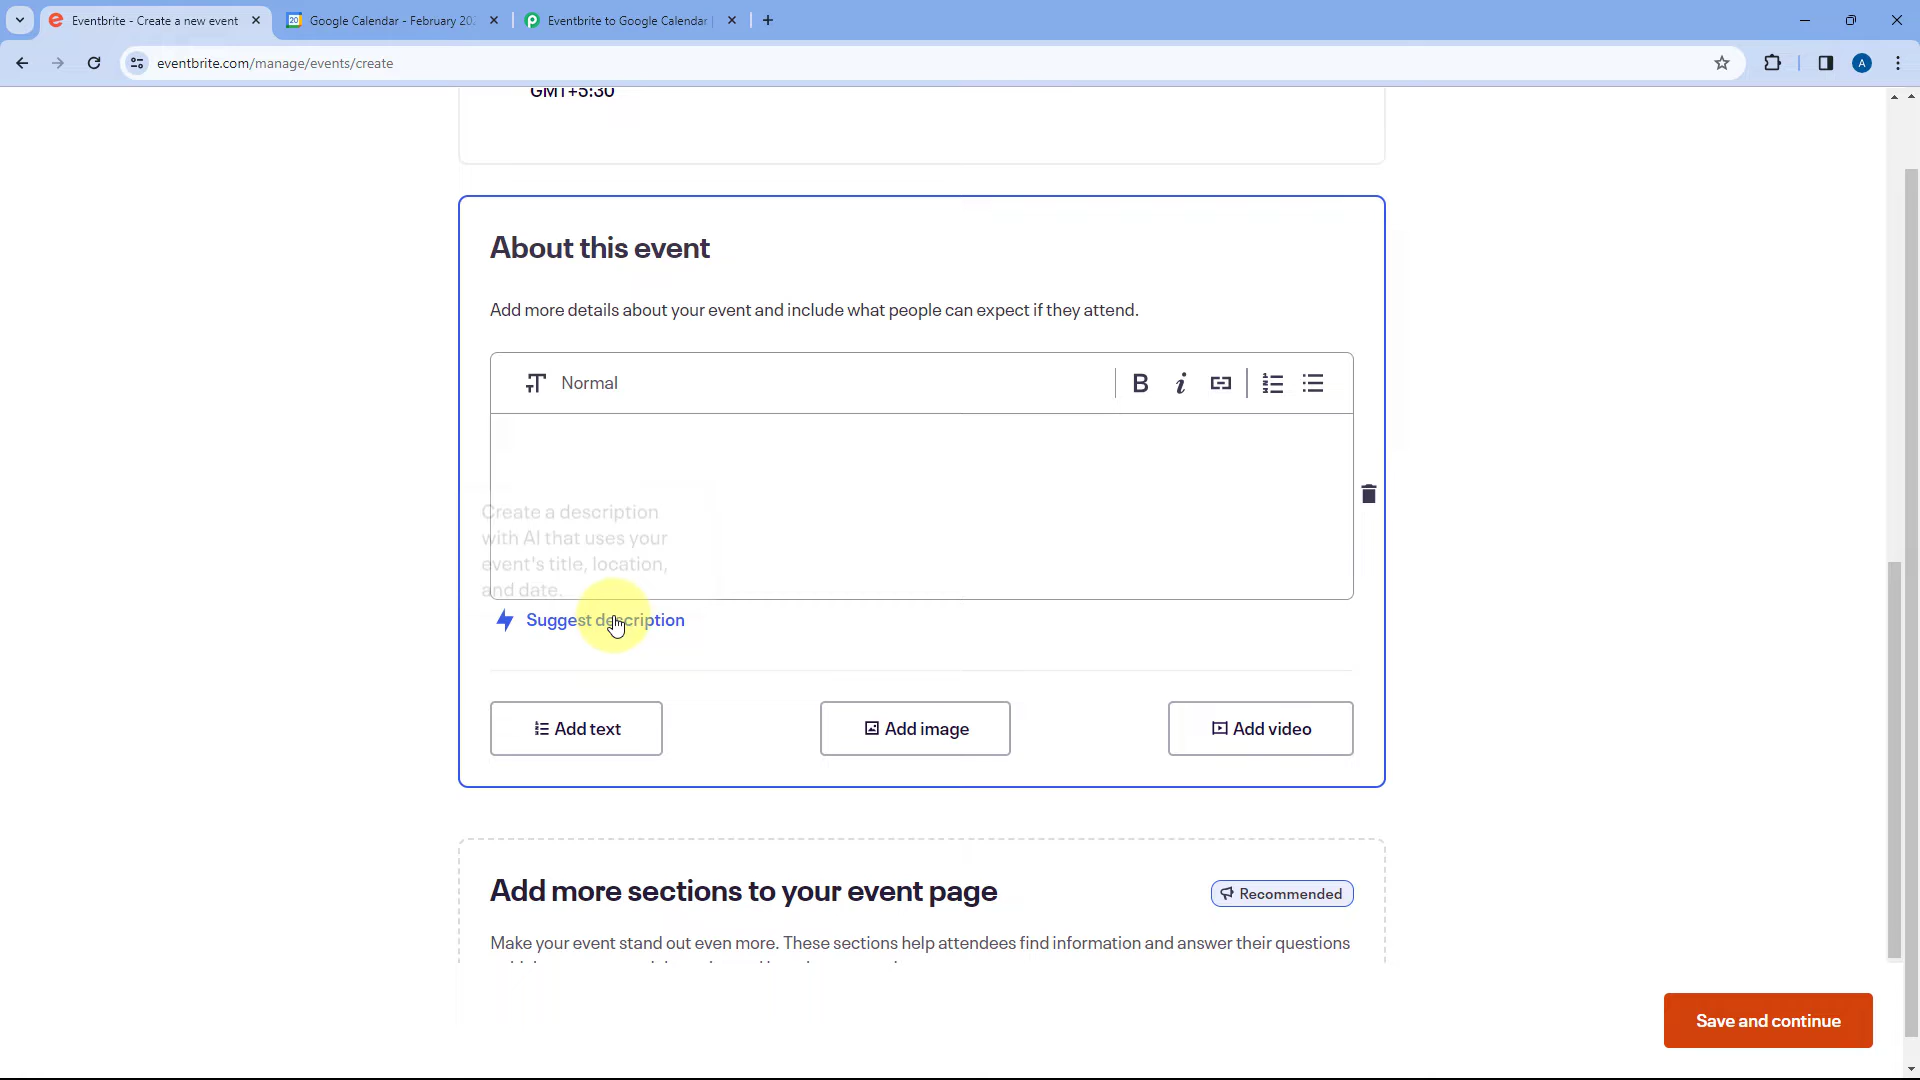 Eventbrite - Create a new event
Google Calendar - February 20
Eventbrite to Google Calendar
eventbrite.com/manage/events/create
A
GMT+5:30
About this event
Add more details about your event and include what people can expect if they attend.
Normal
B i
Create a description
with AI that uses your
event's title, location,
and date.
Suggest description
Add text
Add image
Add video
Add more sections to your event page
Recommended
Make your event stand out even more. These sections help attendees find information and answer their questions
Save and continue